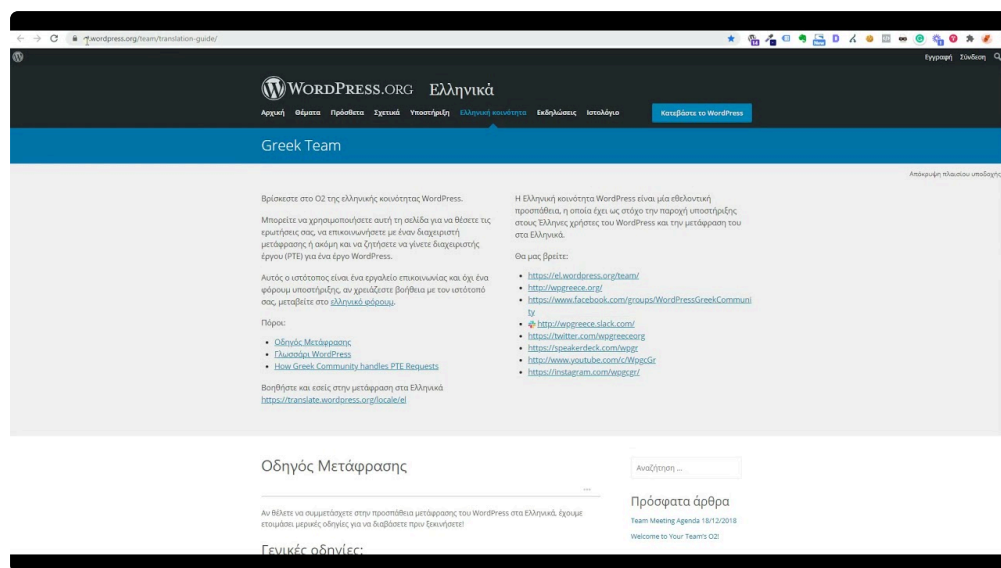 el.wordpress.org/team/translation-guide/
Εγγραφή Σύνδεση
WORDPRESS.ORG Ελληνικά
Αρχική Θέματα Πρόσθετα Σχετικά Υποστήριξη Ελληνική κοινότητα Εκδηλώσεις Ιστολόγιο Κατεβάστε το WordPress
Greek Team
Απόκρυψη πλαισίου υποδοχής
Βρίσκεστε στο O2 της ελληνικής κοινότητας WordPress.
Μπορείτε να χρησιμοποιήσετε αυτή τη σελίδα για να θέσετε τις
ερωτήσεις σας, να επικοινωνήσετε με έναν διαχειριστή
μετάφρασης ή ακόμη και να ζητήσετε να γίνετε διαχειριστής
έργου (PTE) για ένα έργο WordPress.
Αυτός ο ιστότοπος είναι ένα εργαλείο επικοινωνίας και όχι ένα
φόρουμ υποστήριξης, αν χρειάζεστε βοήθεια με τον ιστότοπό
σας, μεταβείτε στο ελληνικό φόρουμ.
Πόροι:
Οδηγός Μετάφρασης
Γλωσσάρι WordPress
How Greek Community handles PTE Requests
Βοηθήστε και εσείς στην μετάφραση στα Ελληνικά
https://translate.wordpress.org/locale/el
Η Ελληνική κοινότητα WordPress είναι μία εθελοντική
προσπάθεια, η οποία έχει ως στόχο την παροχή υποστήριξης
στους Έλληνες χρήστες του WordPress και την μετάφραση του
στα Ελληνικά.
Θα μας βρείτε:
https://el.wordpress.org/team/
http://wpgreece.org/
https://www.facebook.com/groups/WordPressGreekCommuni
ty
http://wpgreece.slack.com/
https://twitter.com/wpgreeceorg
https://speakerdeck.com/wpgr
http://www.youtube.com/c/WpgcGr
https://instagram.com/wpgcgr/
Οδηγός Μετάφρασης
Αν θέλετε να συμμετάσχετε στην προσπάθεια μετάφρασης του WordPress στα Ελληνικά, έχουμε
ετοιμάσει μερικές οδηγίες για να διαβάσετε πριν ξεκινήσετε!
Γενικές οδηγίες:
Αναζήτηση ...
Πρόσφατα άρθρα
Team Meeting Agenda 18/12/2018
Welcome to Your Team's O2!